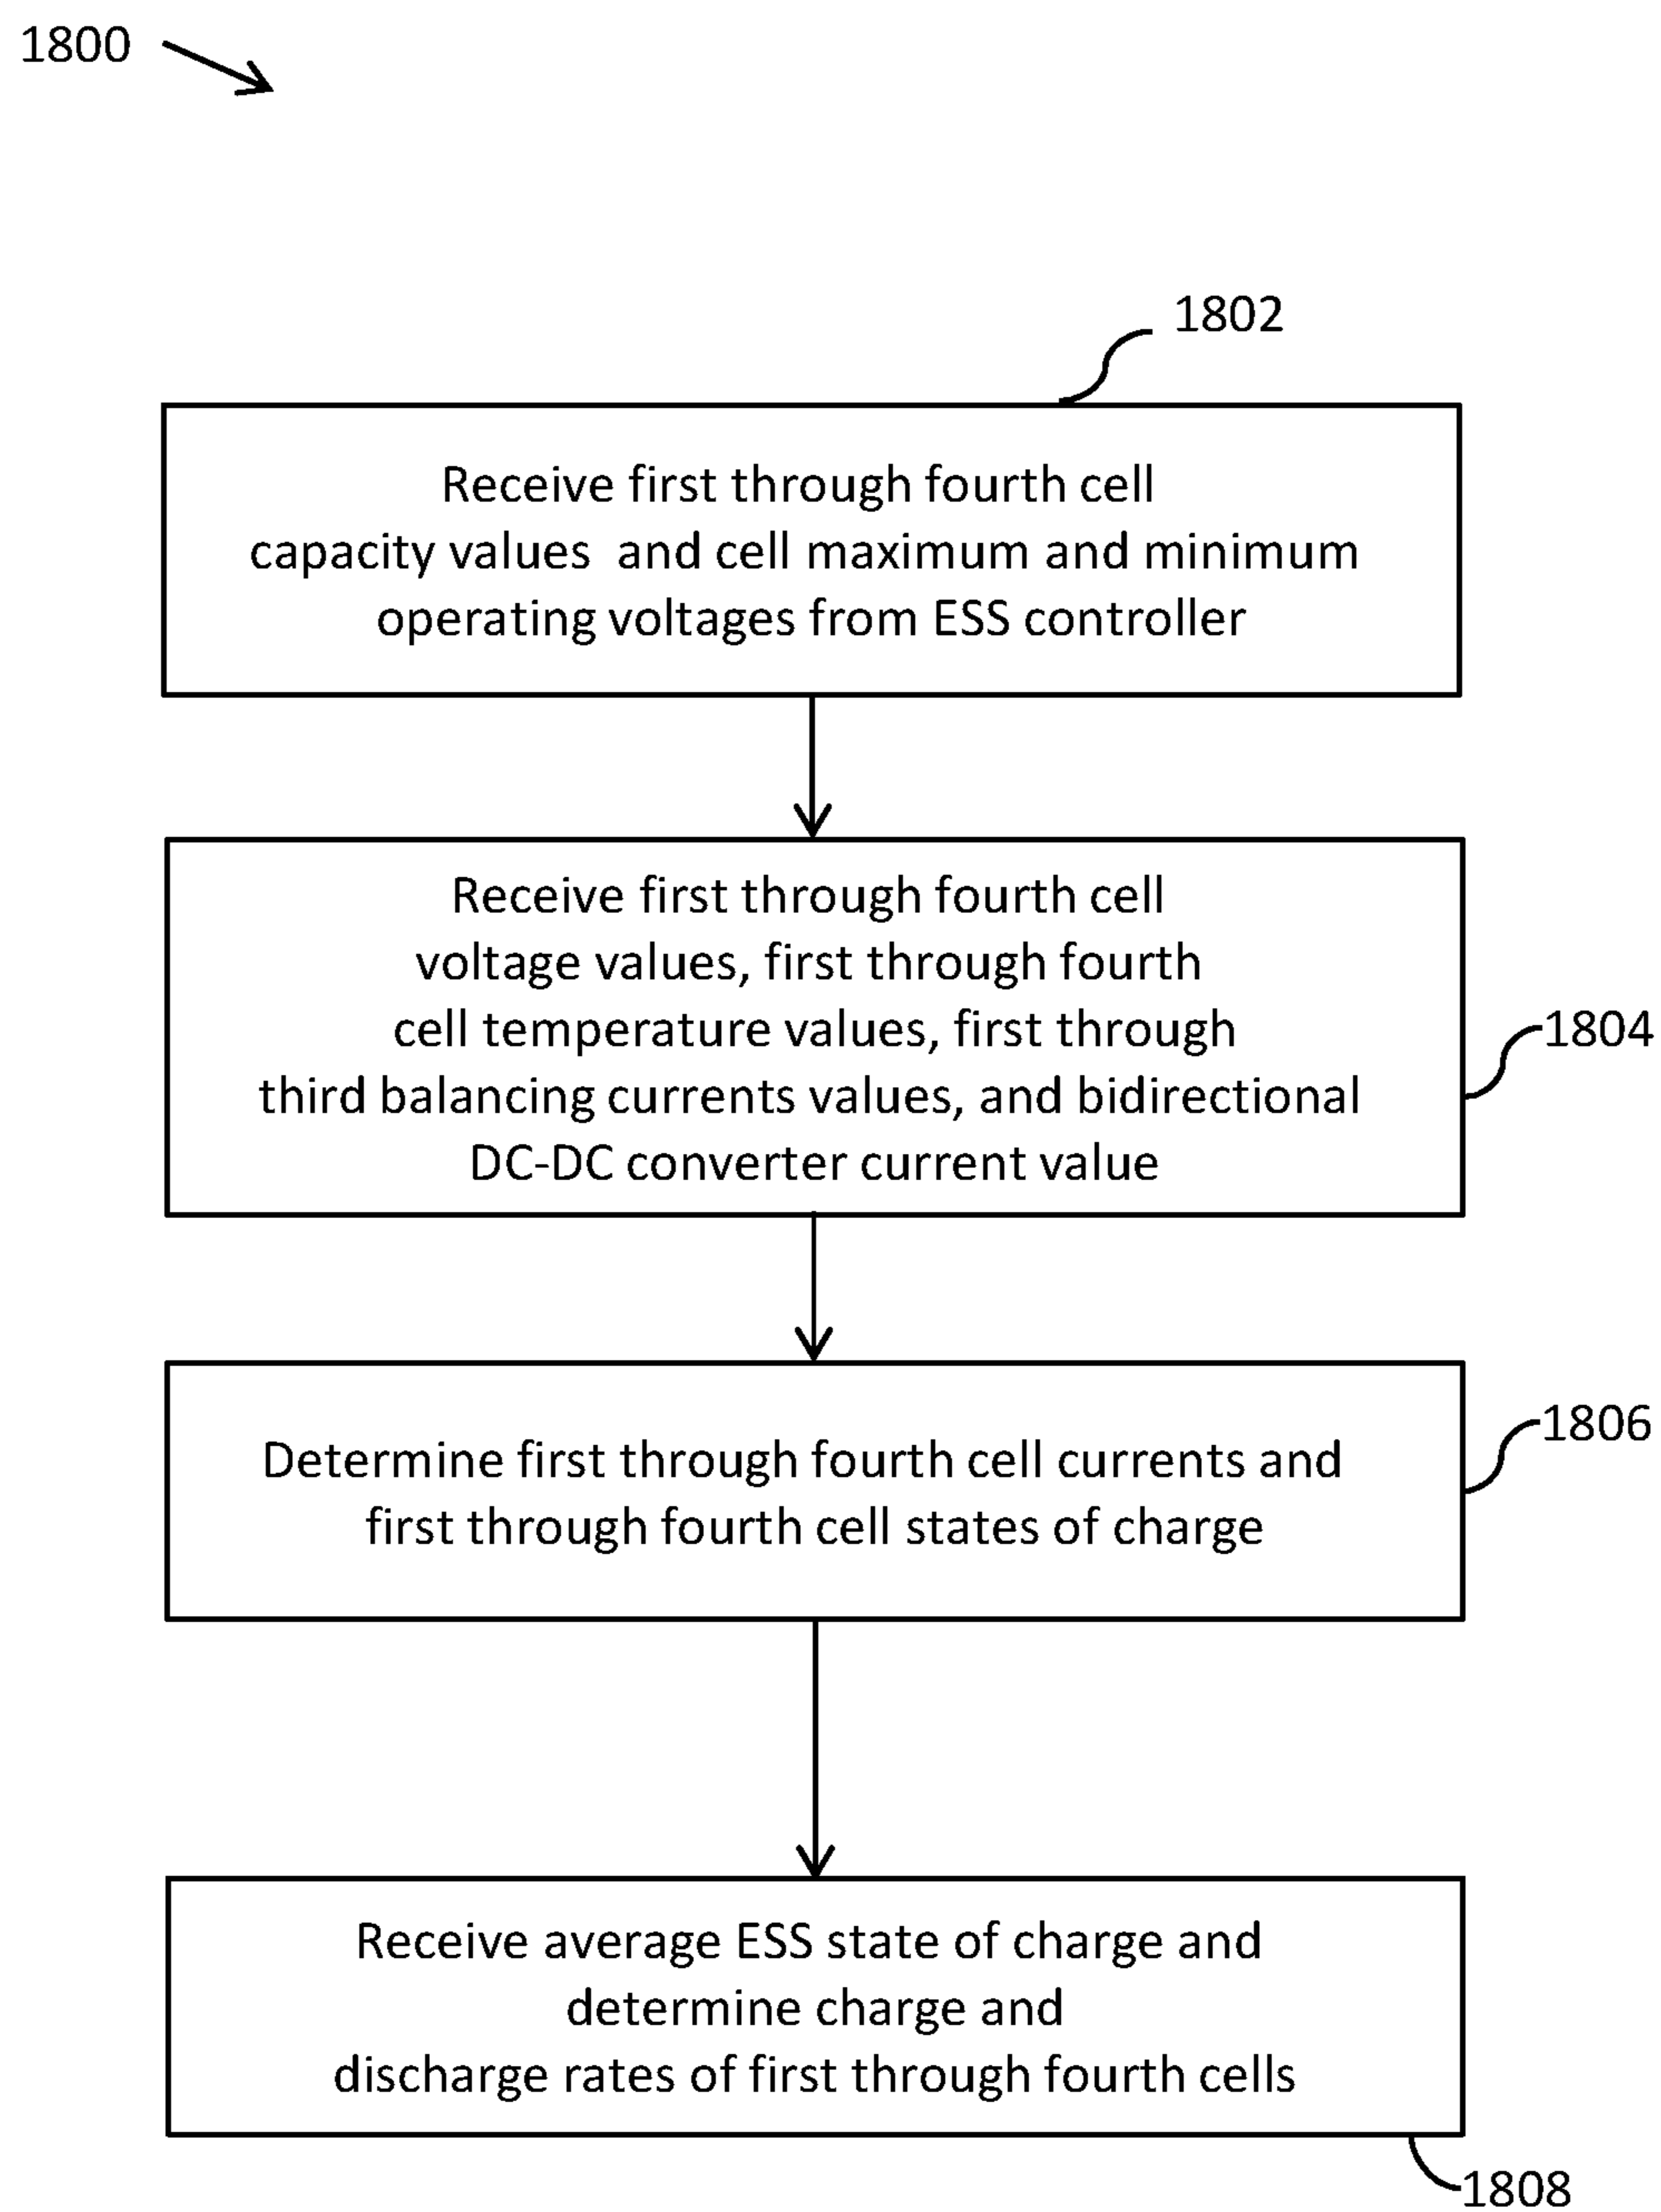 1800
1802
Receive first through fourth cell
capacity values and cell maximum and minimum
operating voltages from ESS controller
Receive first through fourth cell
voltage values, first through fourth
cell temperature values, first through
third balancing currents values, and bidirectional
DC-DC converter current value
1804
Determine first through fourth cell currents and
first through fourth cell states of charge
1806
Receive average ESS state of charge and
determine charge and
discharge rates of first through fourth cells
1808